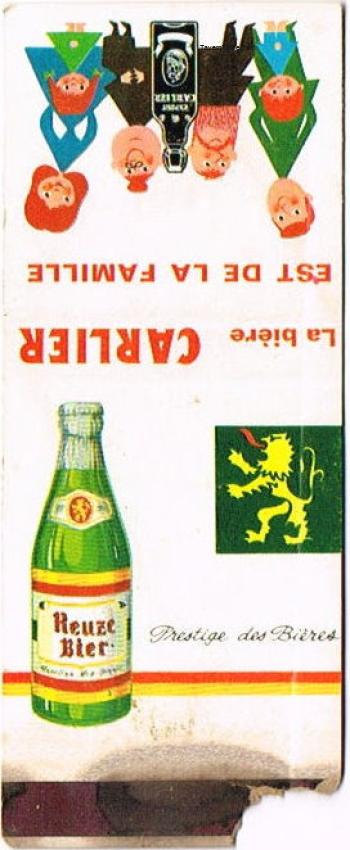 EXPORT
CARLIER
La bière CARLIER
EST DE LA FAMILLE
Reuze
Bier
Prestige des Bières